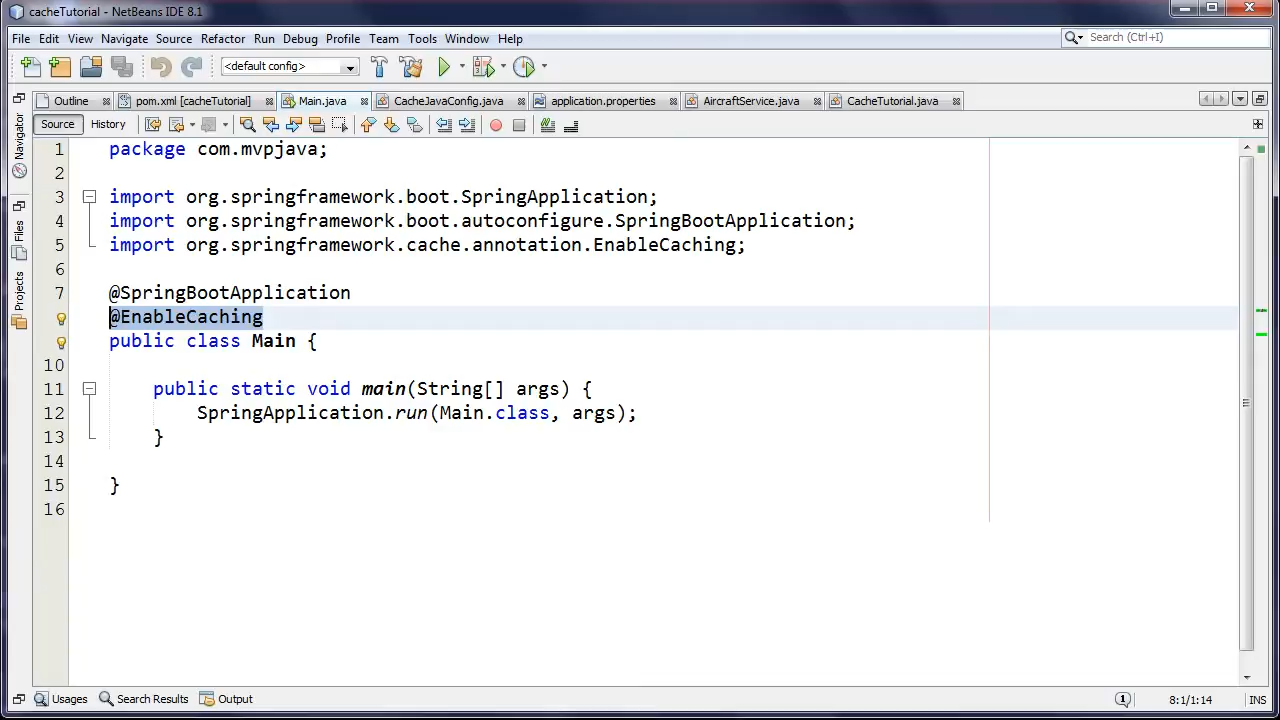 cacheTutorial - NetBeans IDE 8.1
File Edit View Navigate Source Refactor Run Debug Profile Team Tools Window Help
Search (Ctrl+I)
<default config>
Outline pom.xml [cacheTutorial] Main.java CacheJavaConfig.java application.properties AircraftService.java CacheTutorial.java
Source History
Navigator
Files
Projects
1 package com.mvpjava;
2
3 import org.springframework.boot.SpringApplication;
4 import org.springframework.boot.autoconfigure.SpringBootApplication;
5 import org.springframework.cache.annotation.EnableCaching;
6
7 @SpringBootApplication
@EnableCaching
public class Main {
10
11 public static void main(String[] args) {
12 SpringApplication.run(Main.class, args);
13 }
14
15 }
16
Usages Search Results Output 1 8:1/1:14 INS